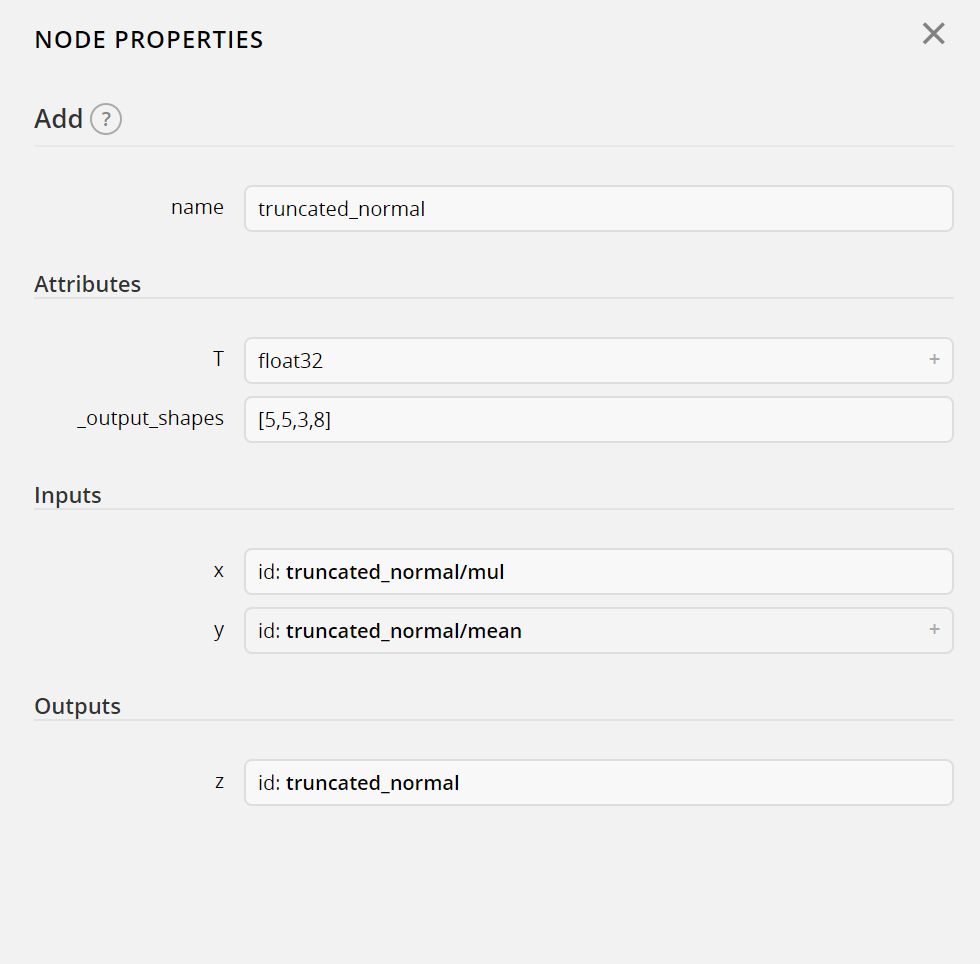 NODE PROPERTIES
Add ?
name truncated_normal
Attributes
T float32 +
_output_shapes [5,5,3,8]
Inputs
x id: truncated_normal/mul
y id: truncated_normal/mean +
Outputs
z id: truncated_normal